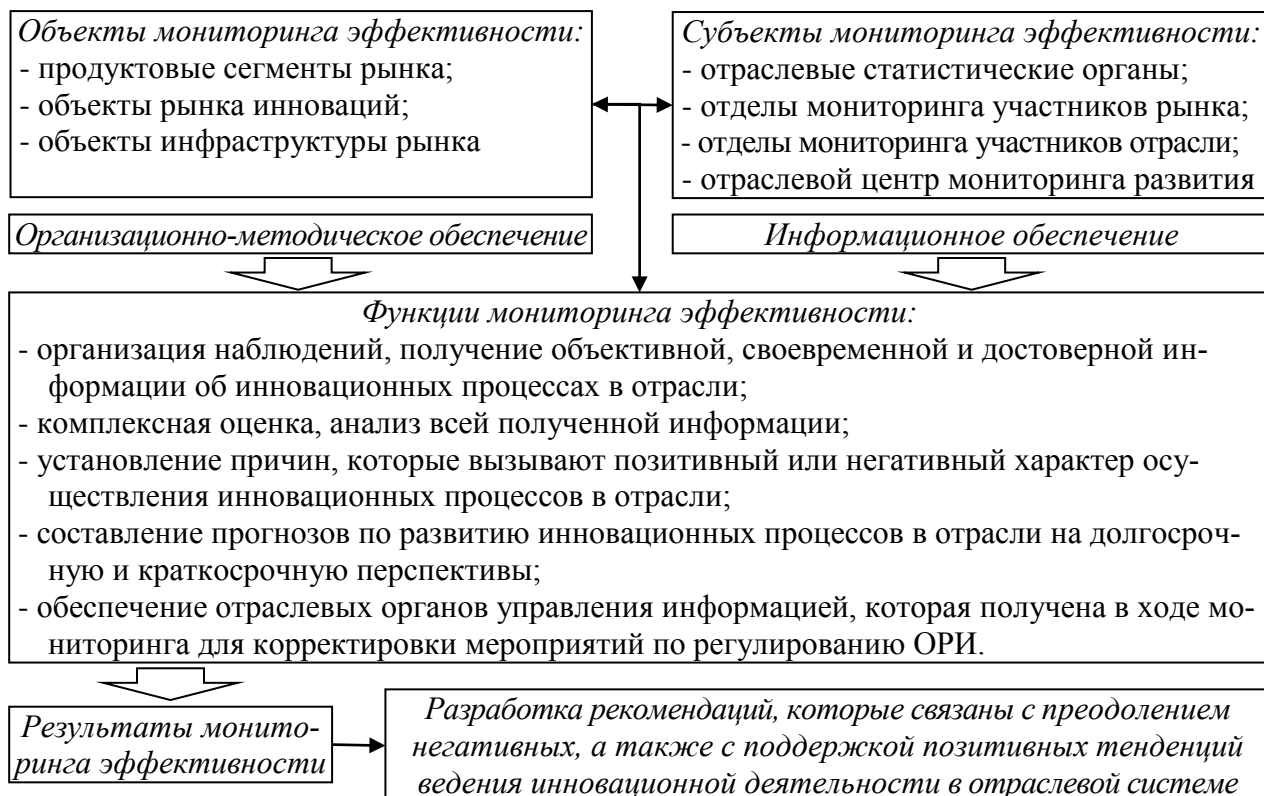 Объекты мониторинга эффективности:
- продуктовые сегменты рынка;
- объекты рынка инноваций;
- объекты инфраструктуры рынка
Субъекты мониторинга эффективности:
- отраслевые статистические органы;
- отделы мониторинга участников рынка;
- отделы мониторинга участников отрасли;
- отраслевой центр мониторинга развития
Организационно-методическое обеспечение
Информационное обеспечение
Функции мониторинга эффективности:
- организация наблюдений, получение объективной, своевременной и достоверной ин-
формации об инновационных процессах в отрасли;
- комплексная оценка, анализ всей полученной информации;
- установление причин, которые вызывают позитивный или негативный характер осу-
ществления инновационных процессов в отрасли;
- составление прогнозов по развитию инновационных процессов в отрасли на долгосроч-
ную и краткосрочную перспективы;
- обеспечение отраслевых органов управления информацией, которая получена в ходе мо-
ниторинга для корректировки мероприятий по регулированию ОРИ.
Результаты монито-
ринга эффективности
Разработка рекомендаций, которые связаны с преодолением
негативных, а также с поддержкой позитивных тенденций
ведения инновационной деятельности в отраслевой системе